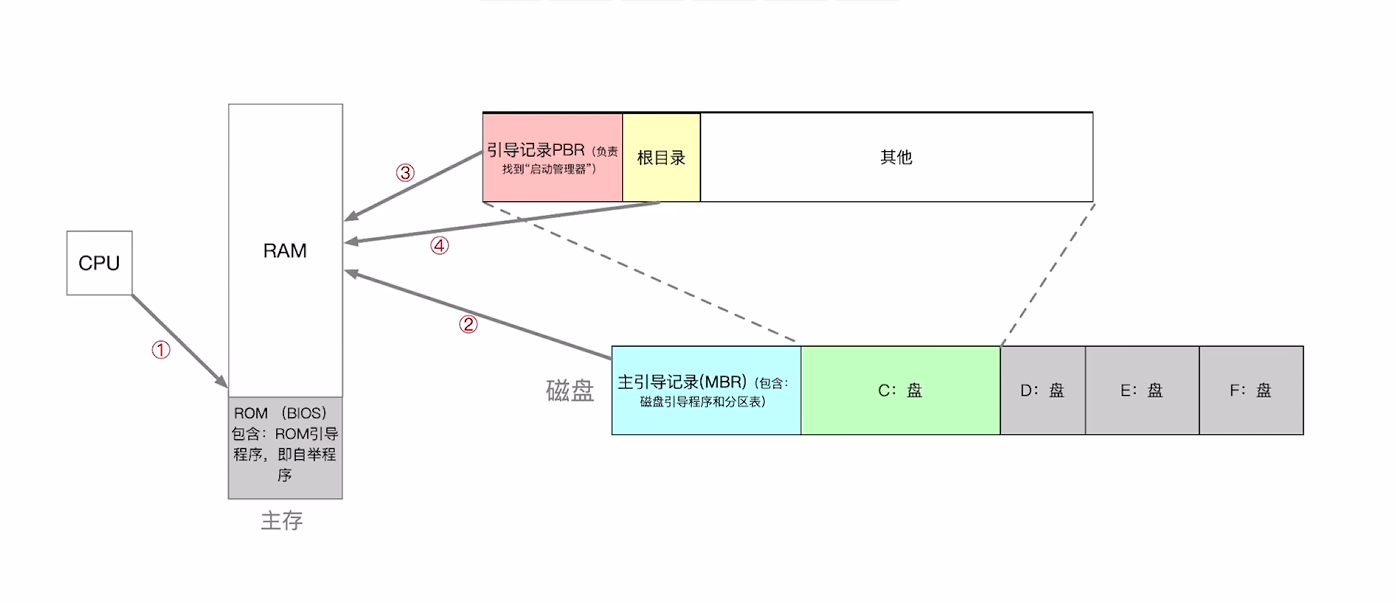 引导记录PBR（负责
找到“启动管理器”）
根目录
其他
③
④
CPU
RAM
①
②
磁盘
主引导记录(MBR)（包含：
磁盘引导程序和分区表）
C：盘
D：盘
E：盘
F：盘
ROM （BIOS）
包含：ROM引导
程序，即自举程
序
主存